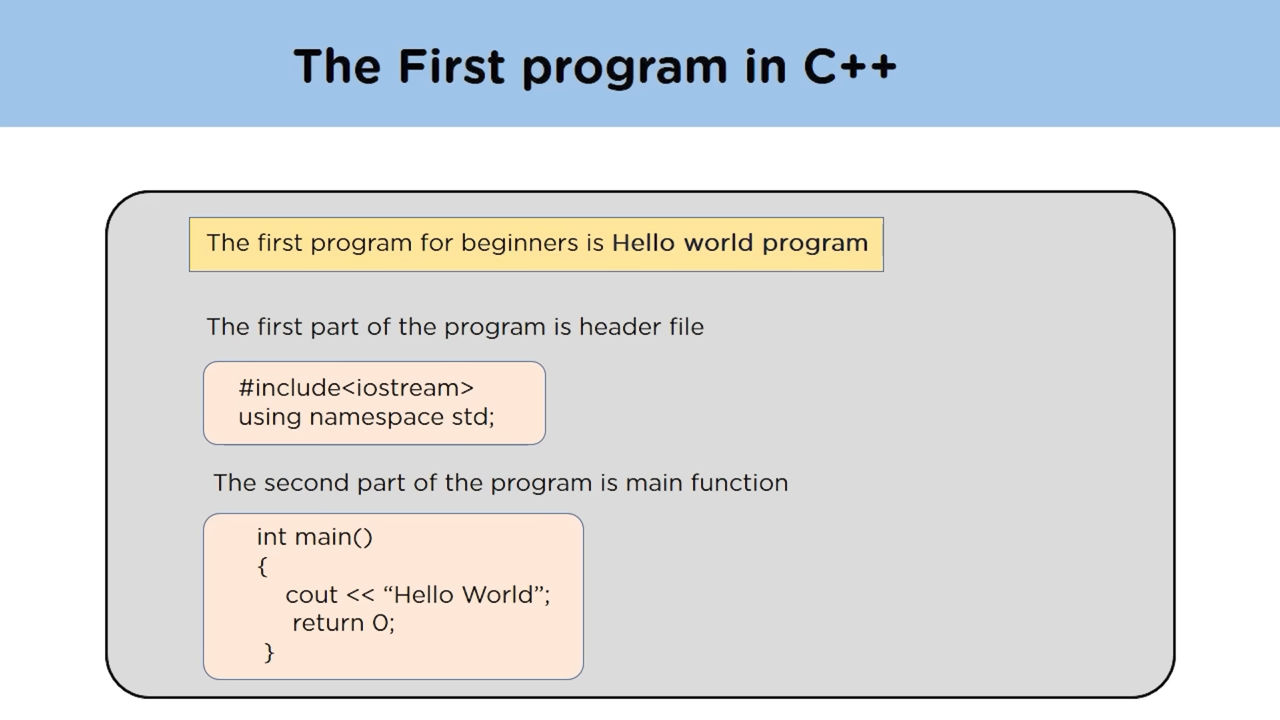 The First program in C++
The first program for beginners is Hello world program
The first part of the program is header file
#include<iostream>
using namespace std;
The second part of the program is main function
int main()
{
cout << “Hello World”;
return 0;
}